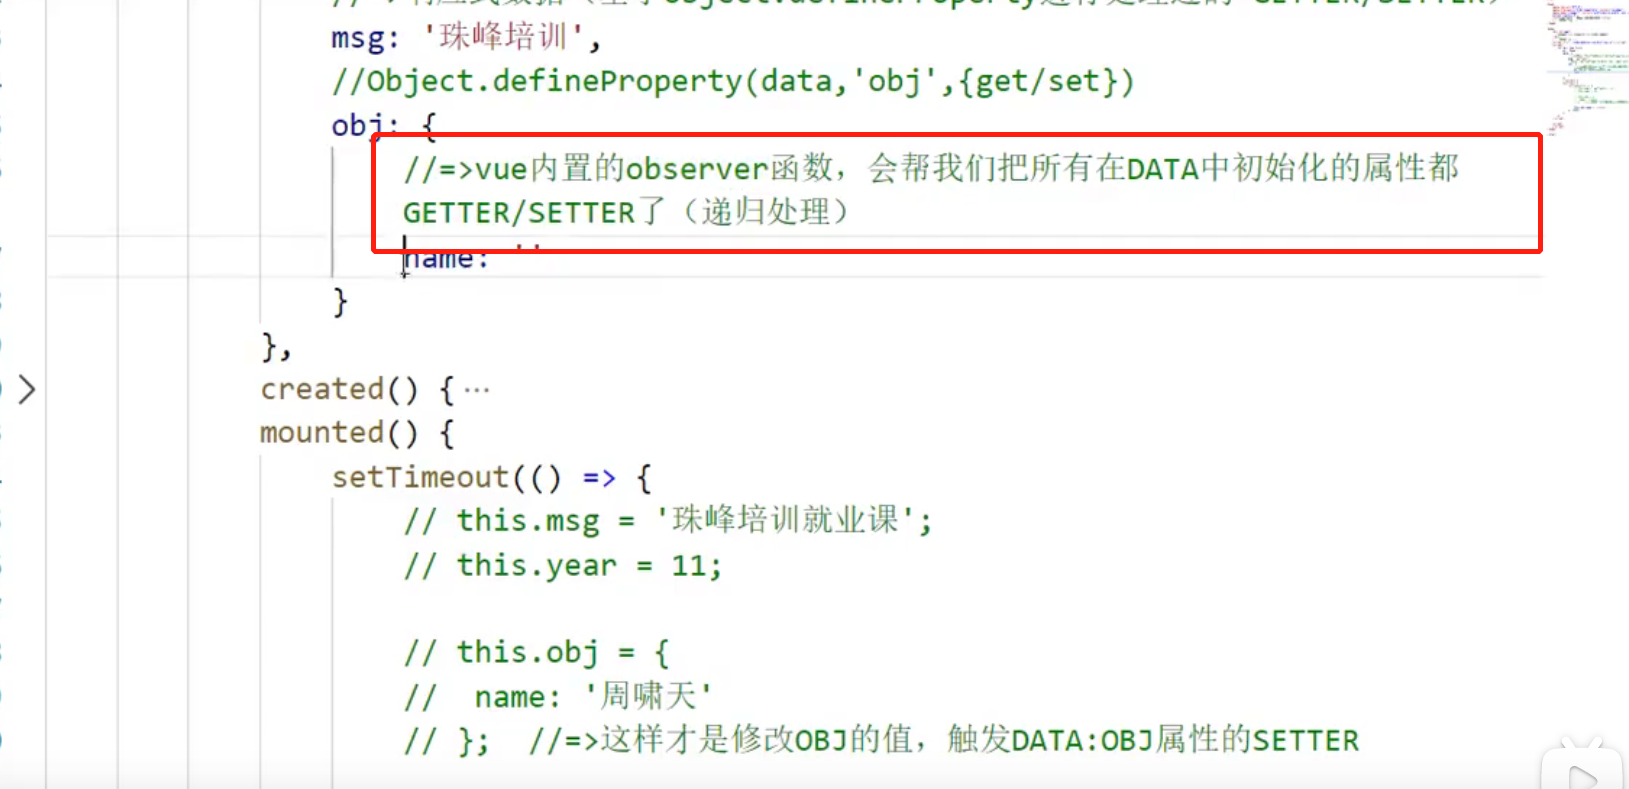 msg: '珠峰培训',
//Object.defineProperty(data,'obj',{get/set})
obj: {
//=>vue内置的observer函数，会帮我们把所有在DATA中初始化的属性都
GETTER/SETTER了（递归处理）
name: ''
}
},
created() {···
mounted() {
setTimeout(() => {
// this.msg = '珠峰培训就业课';
// this.year = 11;
// this.obj = {
//  name: '周啸天'
// };  //=>这样才是修改OBJ的值，触发DATA:OBJ属性的SETTER